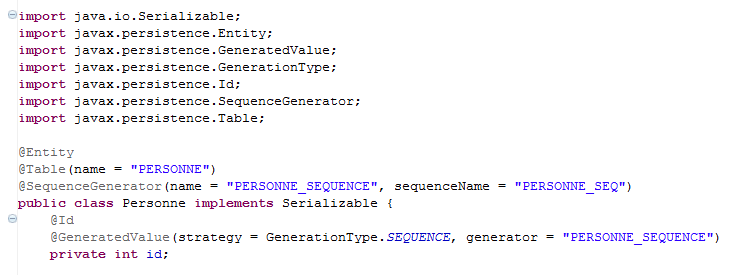 import java.io.Serializable;
import javax.persistence.Entity;
import javax.persistence.GeneratedValue;
import javax.persistence.GenerationType;
import javax.persistence.Id;
import javax.persistence.SequenceGenerator;
import javax.persistence.Table;

@Entity
@Table(name = "PERSONNE")
@SequenceGenerator(name = "PERSONNE_SEQUENCE", sequenceName = "PERSONNE_SEQ")
public class Personne implements Serializable {
    @Id
    @GeneratedValue(strategy = GenerationType.SEQUENCE, generator = "PERSONNE_SEQUENCE")
    private int id;